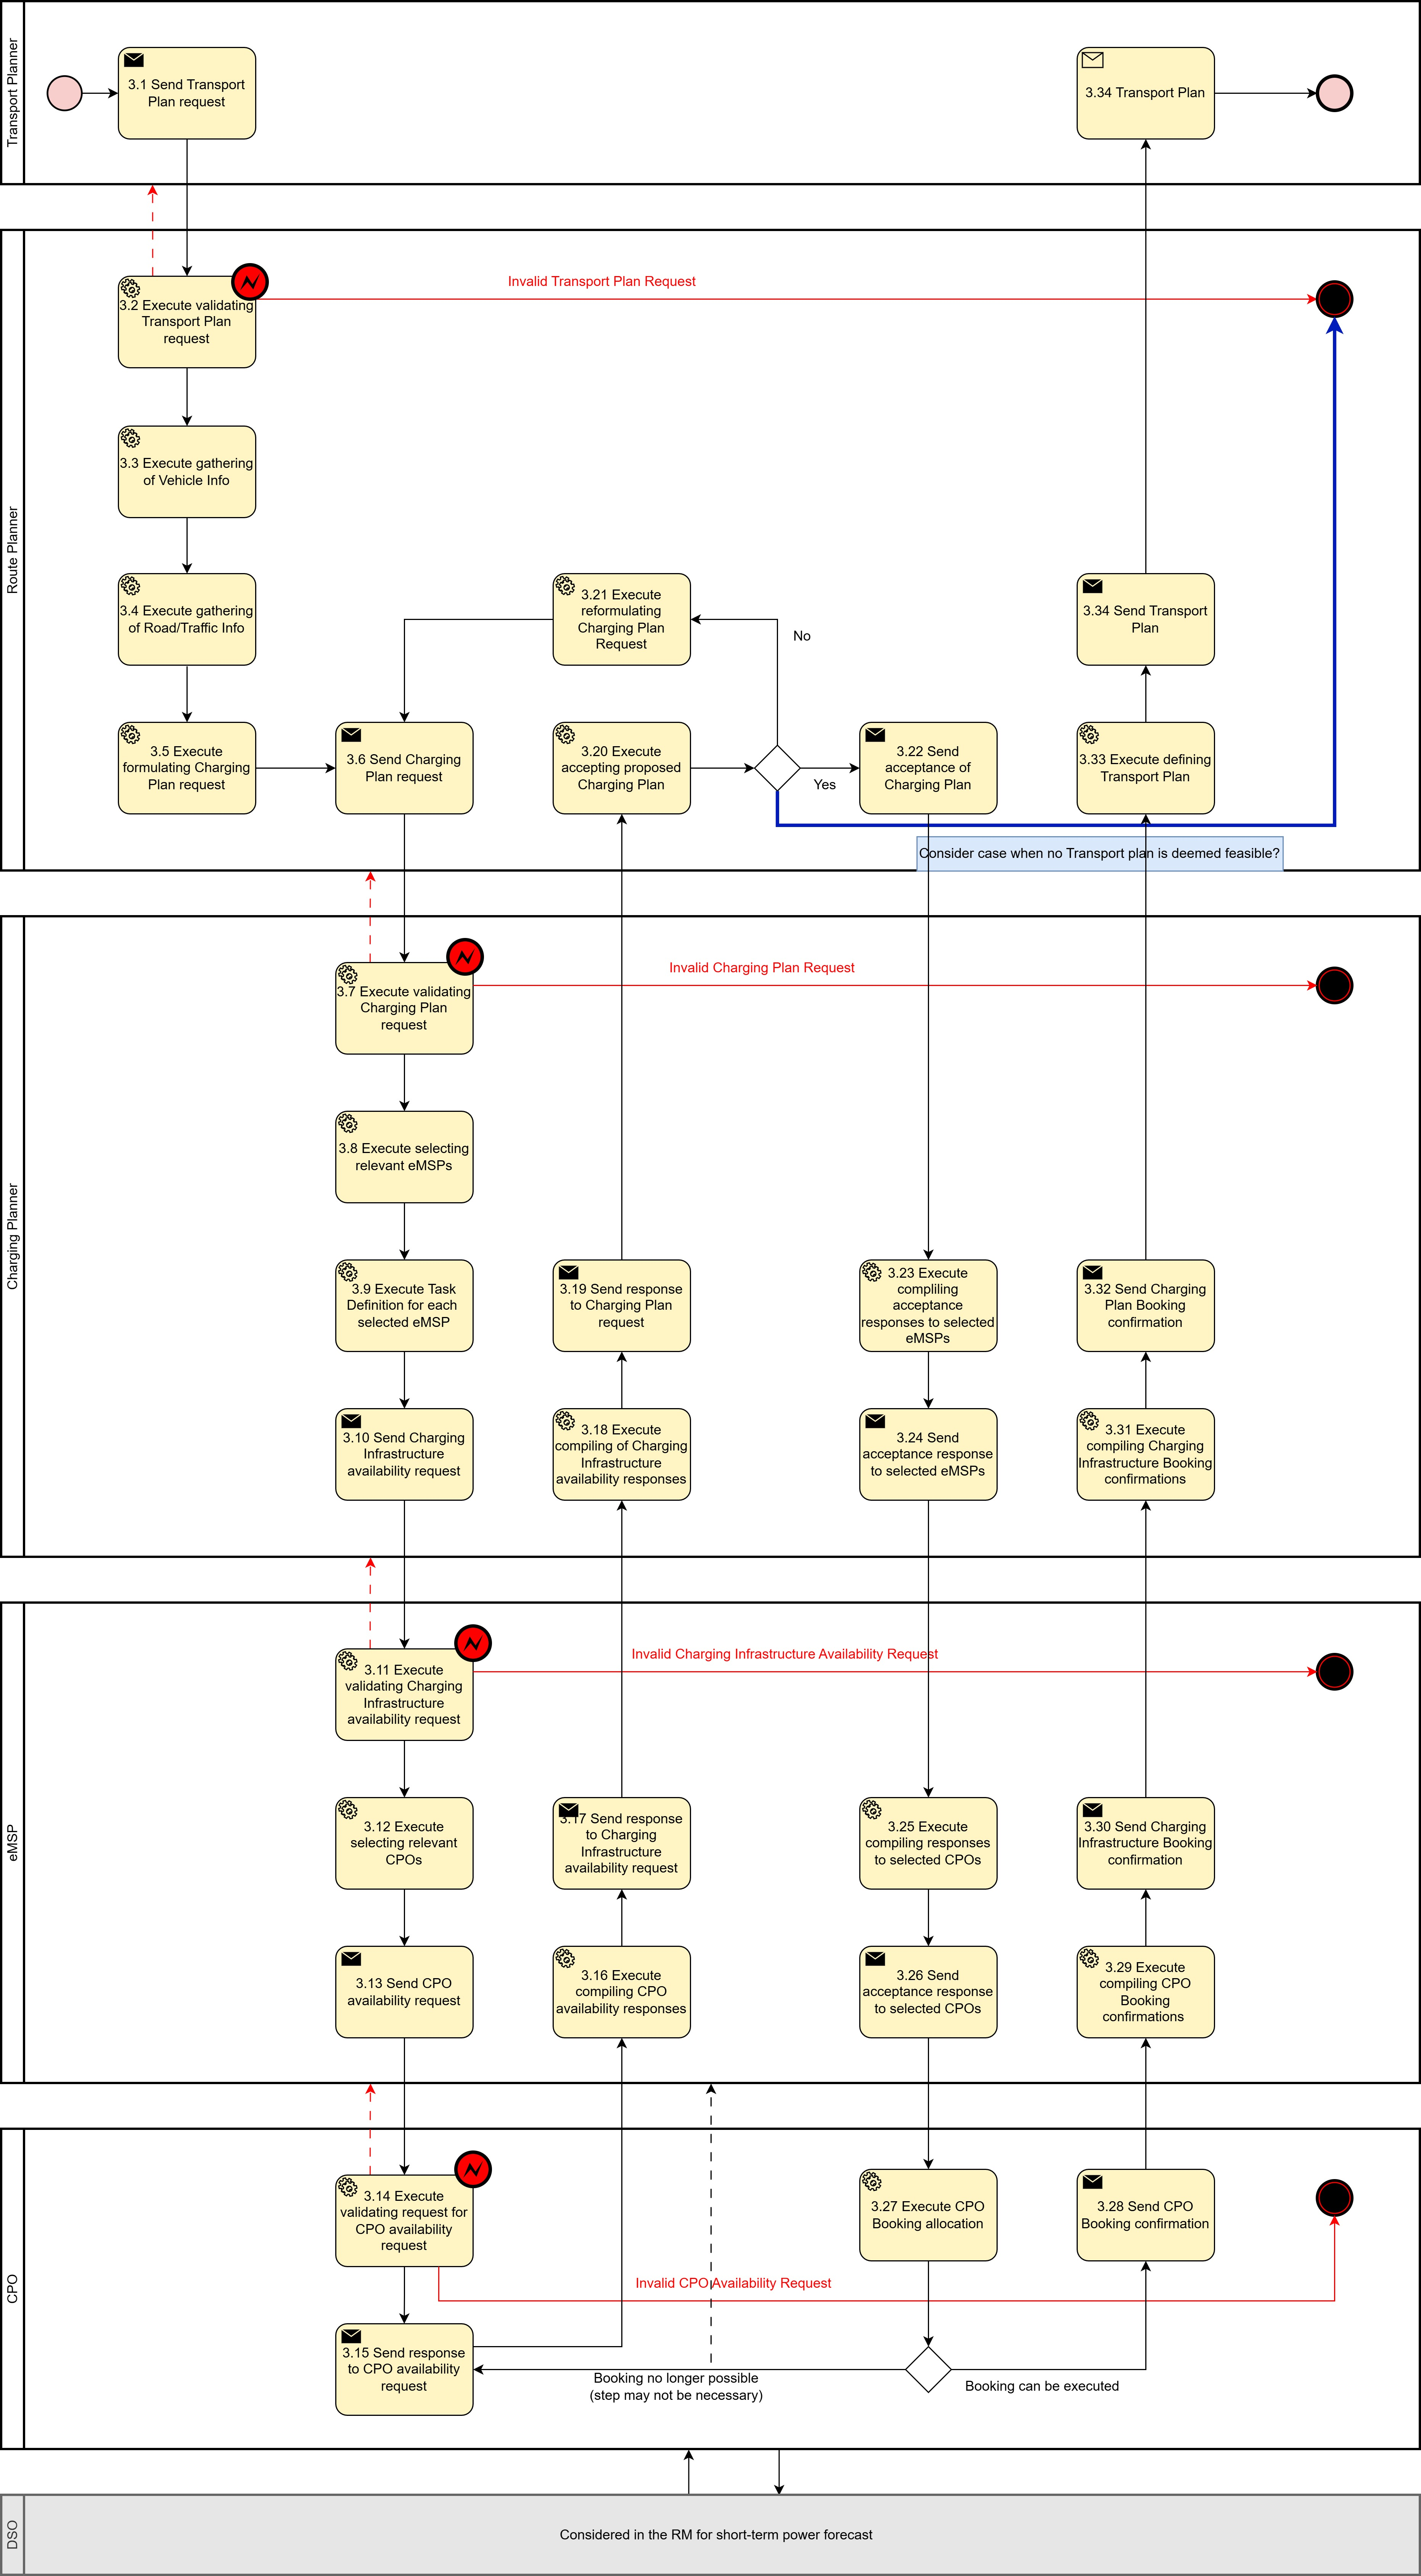 Transport Planner
3.1 Send Transport
Plan request
3.34 Transport Plan
Route Planner
3.2 Execute validating
Transport Plan
request
Invalid Transport Plan Request
3.3 Execute gathering
of Vehicle Info
3.4 Execute gathering
of Road/Traffic Info
3.21 Execute
reformulating
Charging Plan
Request
No
3.34 Send Transport
Plan
3.5 Execute
formulating Charging
Plan request
3.6 Send Charging
Plan request
3.20 Execute
accepting proposed
Charging Plan
Yes
3.22 Send
acceptance of
Charging Plan
3.33 Execute defining
Transport Plan
Consider case when no Transport plan is deemed feasible?
Charging Planner
3.7 Execute validating
Charging Plan
request
Invalid Charging Plan Request
3.8 Execute selecting
relevant eMSPs
3.9 Execute Task
Definition for each
selected eMSP
3.19 Send response
to Charging Plan
request
3.23 Execute
compliling
acceptance
responses to selected
eMSPs
3.32 Send Charging
Plan Booking
confirmation
3.10 Send Charging
Infrastructure
availability request
3.18 Execute
compiling of Charging
Infrastructure
availability responses
3.24 Send
acceptance response
to selected eMSPs
3.31 Execute
compiling Charging
Infrastructure Booking
confirmations
eMSP
3.11 Execute
validating Charging
Infrastructure
availability request
Invalid Charging Infrastructure Availability Request
3.12 Execute
selecting relevant
CPOs
3.17 Send response
to Charging
Infrastructure
availability request
3.25 Execute
compiling responses
to selected CPOs
3.30 Send Charging
Infrastructure Booking
confirmation
3.13 Send CPO
availability request
3.16 Execute
compiling CPO
availability responses
3.26 Send
acceptance response
to selected CPOs
3.29 Execute
compiling CPO
Booking
confirmations
CPO
3.14 Execute
validating request for
CPO availability
request
3.27 Execute CPO
Booking allocation
3.28 Send CPO
Booking confirmation
Invalid CPO Availability Request
3.15 Send response
to CPO availability
request
Booking no longer possible
(step may not be necessary)
Booking can be executed
DSO
Considered in the RM for short-term power forecast